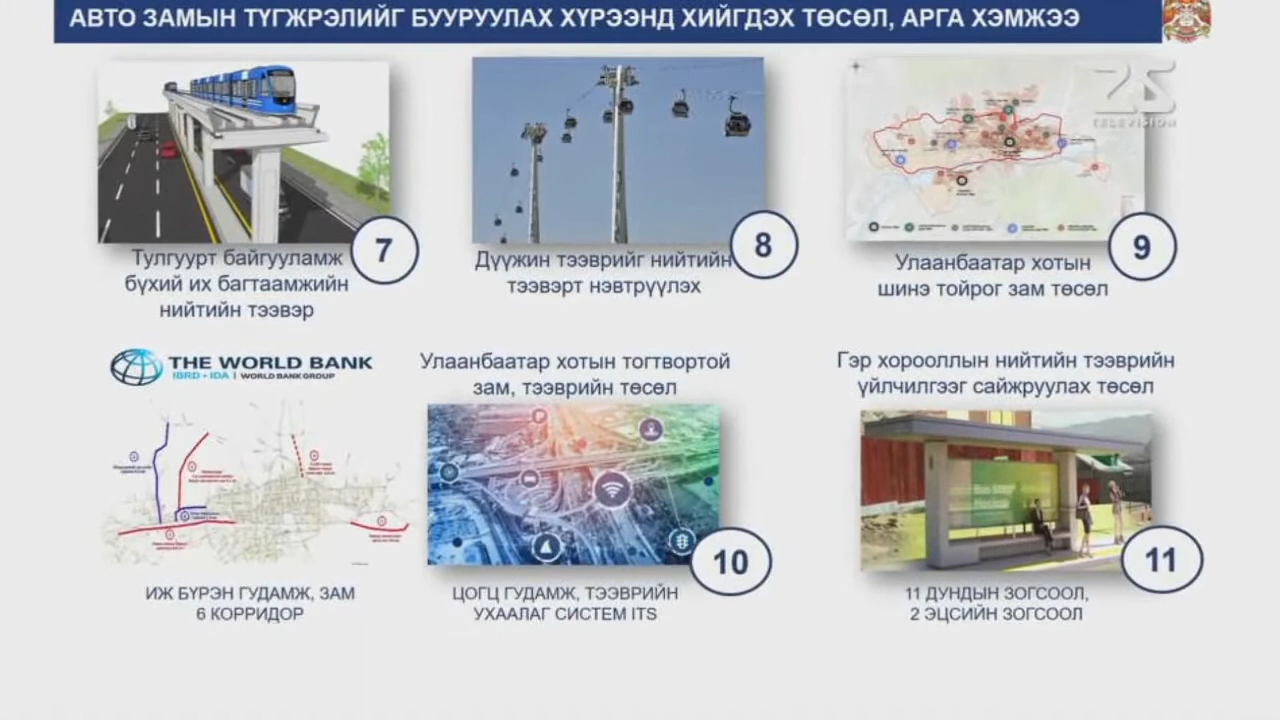 АВТО ЗАМЫН ТҮГЖРЭЛИЙГ БУУРУУЛАХ ХҮРЭЭНД ХИЙГДЭХ ТӨСӨЛ, АРГА ХЭМЖЭЭ
25
TELEVISION
7
8
9
Тулгуурт байгууламж
бүхий их багтаамжийн
нийтийн тээвэр
Дүүжин тээврийг нийтийн
тээвэрт нэвтрүүлэх
Улаанбаатар хотын
шинэ тойрог зам төсөл
THE WORLD BANK
IBRD • IDA | WORLD BANK GROUP
Улаанбаатар хотын тогтвортой
зам, тээврийн төсөл
Гэр хорооллын нийтийн тээврийн
үйлчилгээг сайжруулах төсөл
10
11
ИЖ БҮРЭН ГУДАМЖ, ЗАМ
6 КОРРИДОР
ЦОГЦ ГУДАМЖ, ТЭЭВРИЙН
УХААЛАГ СИСТЕМ ITS
11 ДУНДЫН ЗОГСООЛ,
2 ЭЦСИЙН ЗОГСООЛ